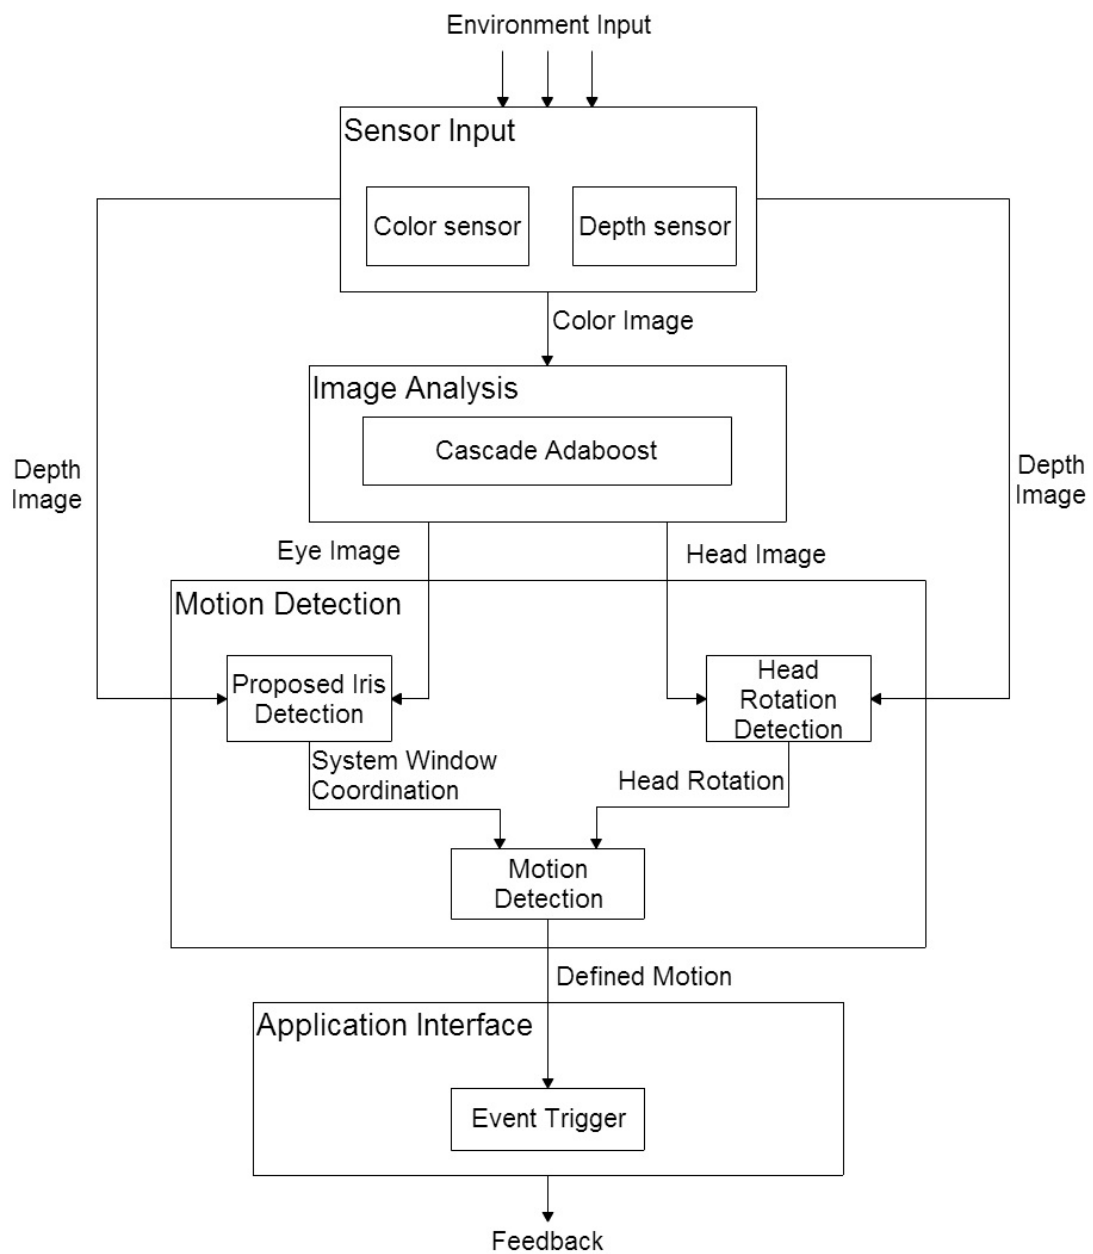 Environment Input
Sensor Input
Color sensor
Depth sensor
Color Image
Image Analysis
Cascade Adaboost
Depth
Image
Depth
Image
Eye Image
Head Image
Motion Detection
Proposed Iris
Detection
Head
Rotation
Detection
System Window
Coordination
Head Rotation
Motion
Detection
Defined Motion
Application Interface
Event Trigger
Feedback